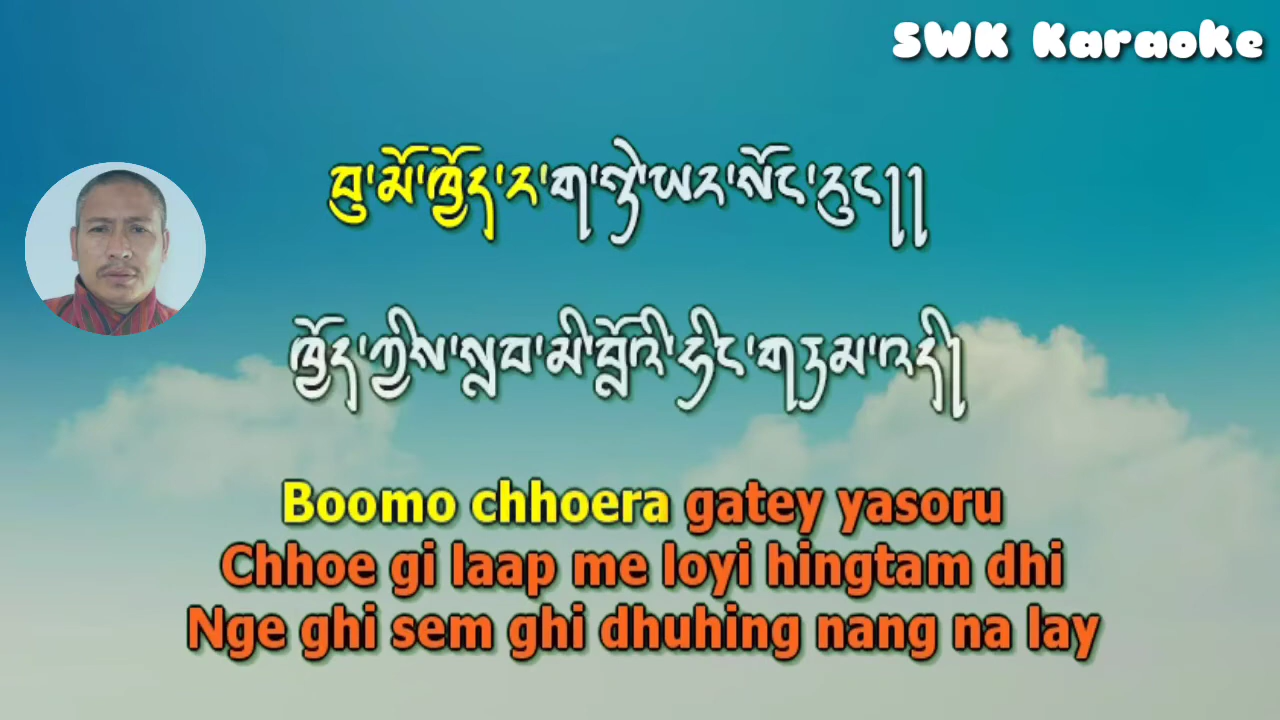 SWK Karaoke
བུ་མོ་ཁྱོད་ར་ག་ཏེ་ཡར་སོང་རུང༎
ཁྱོད་ཀྱིས་སླབ་མི་བློའི་ཧིང་གཏམ་འདི།
Boomo chhoera gatey yasoru
Chhoe gi laap me loyi hingtam dhi
Nge ghi sem ghi dhuhing nang na lay